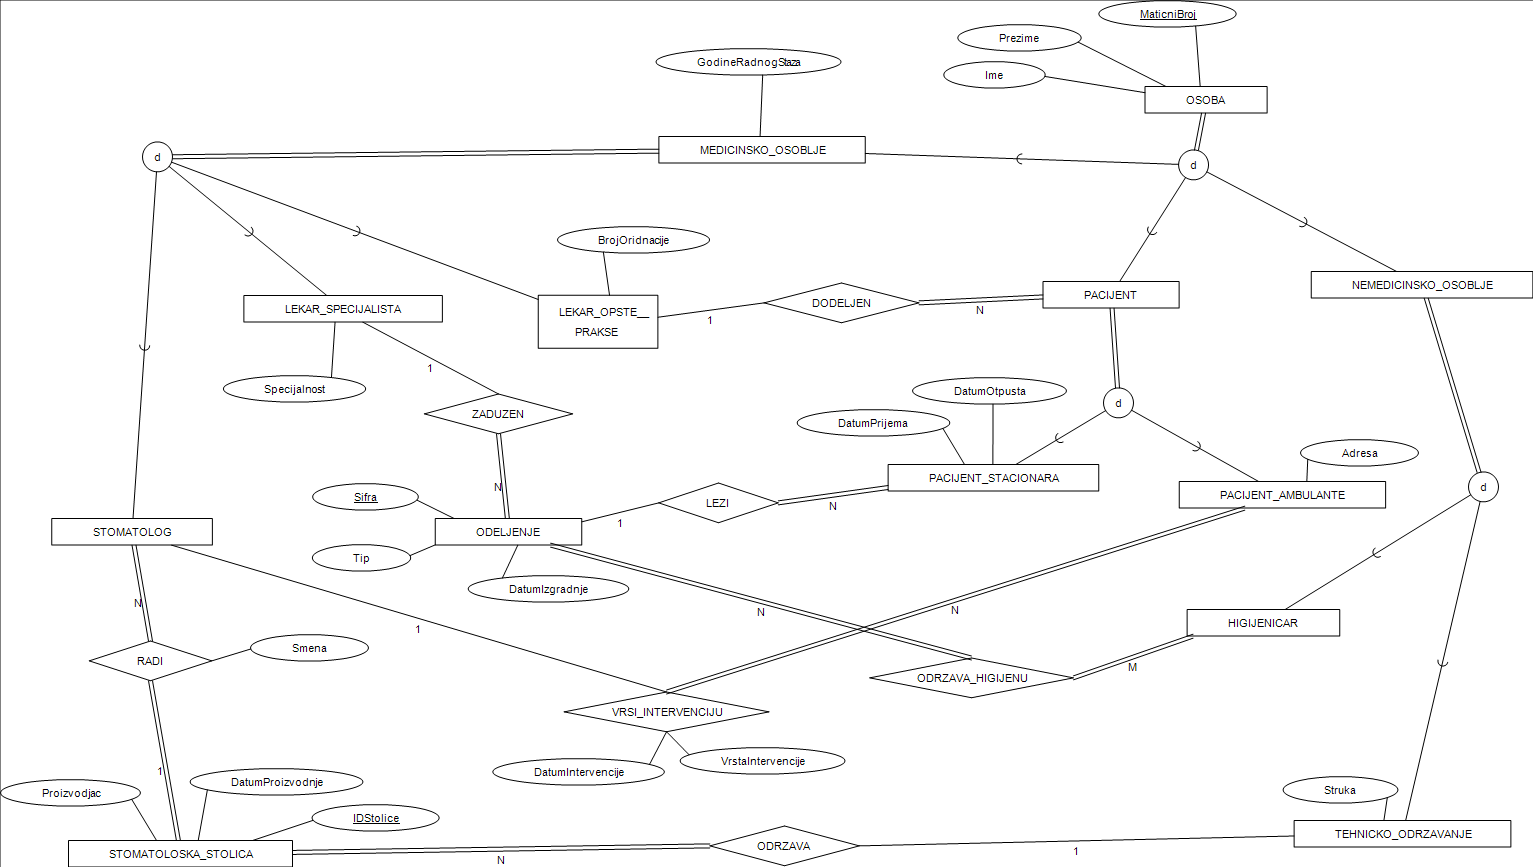 MaticniBroj
Prezime
GodineRadnogStaza
Ime
OSOBA
MEDICINSKO_OSOBLJE
d
d
BrojOridnacije
LEKAR_SPECIJALISTA
LEKAR_OPSTE__
PRAKSE
DODELJEN
PACIJENT
NEMEDICINSKO_OSOBLJE
1
N
1
Specijalnost
DatumOtpusta
d
ZADUZEN
DatumPrijema
Adresa
N
Sifra
PACIJENT_STACIONARA
PACIJENT_AMBULANTE
d
LEZI
N
1
STOMATOLOG
ODELJENJE
Tip
DatumIzgradnje
N
N
N
1
HIGIJENICAR
Smena
RADI
M
ODRZAVA_HIGIJENU
VRSI_INTERVENCIJU
1
DatumIntervencije
VrstaIntervencije
Proizvodjac
DatumProizvodnje
Struka
IDStolice
TEHNICKO_ODRZAVANJE
STOMATOLOSKA_STOLICA
ODRZAVA
N
1